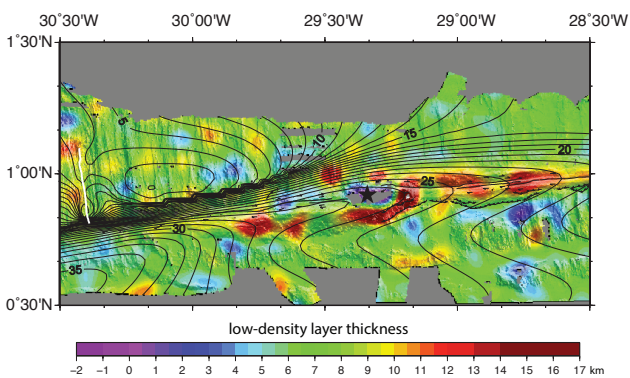 30°30'W 30°00'W 29°30'W 29°00'W 28°30'W
1°30'N
5 10 15
20
1°00'N
25
30
35
0°30'N
low-density layer thickness
−2 −1 0 1 2 3 4 5 6 7 8 9 10 11 12 13 14 15 16 17 km